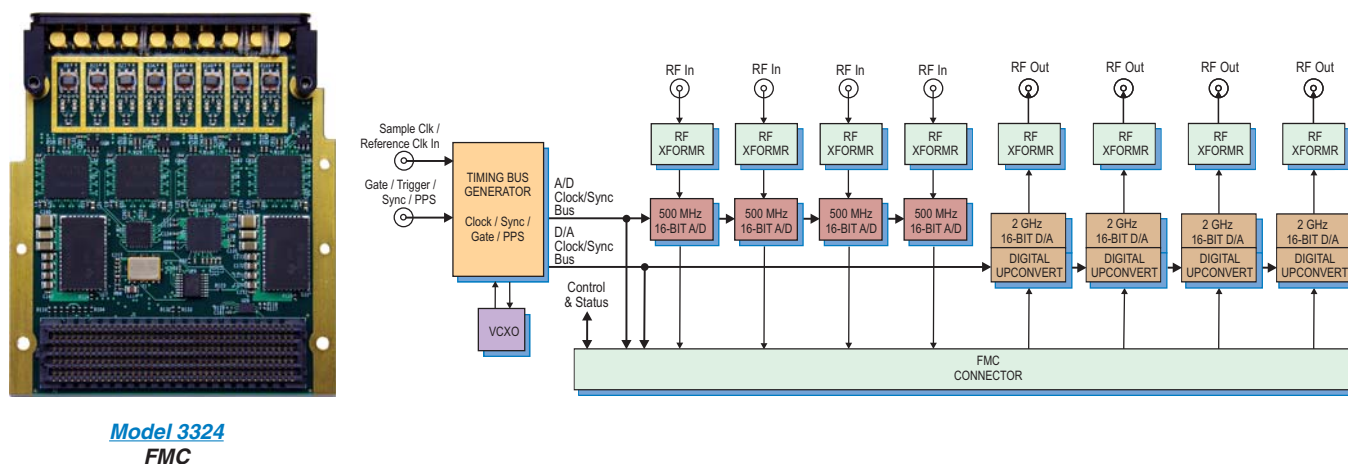 RF In
RF In
RF In
RF In
RF Out
RF Out
RF Out
RF Out
Sample Clk /
Reference Clk In
Gate / Trigger /
Sync / PPS
TIMING BUS
GENERATOR
Clock / Sync /
Gate / PPS
VCXO
A/D
Clock/Sync
Bus
D/A
Clock/Sync
Bus
Control
& Status
RF
XFORMR
RF
XFORMR
RF
XFORMR
RF
XFORMR
RF
XFORMR
RF
XFORMR
RF
XFORMR
RF
XFORMR
500 MHz
16-BIT A/D
500 MHz
16-BIT A/D
500 MHz
16-BIT A/D
500 MHz
16-BIT A/D
2 GHz
16-BIT D/A
DIGITAL
UPCONVERT
2 GHz
16-BIT D/A
DIGITAL
UPCONVERT
2 GHz
16-BIT D/A
DIGITAL
UPCONVERT
2 GHz
16-BIT D/A
DIGITAL
UPCONVERT
FMC
CONNECTOR
Model 3324
FMC